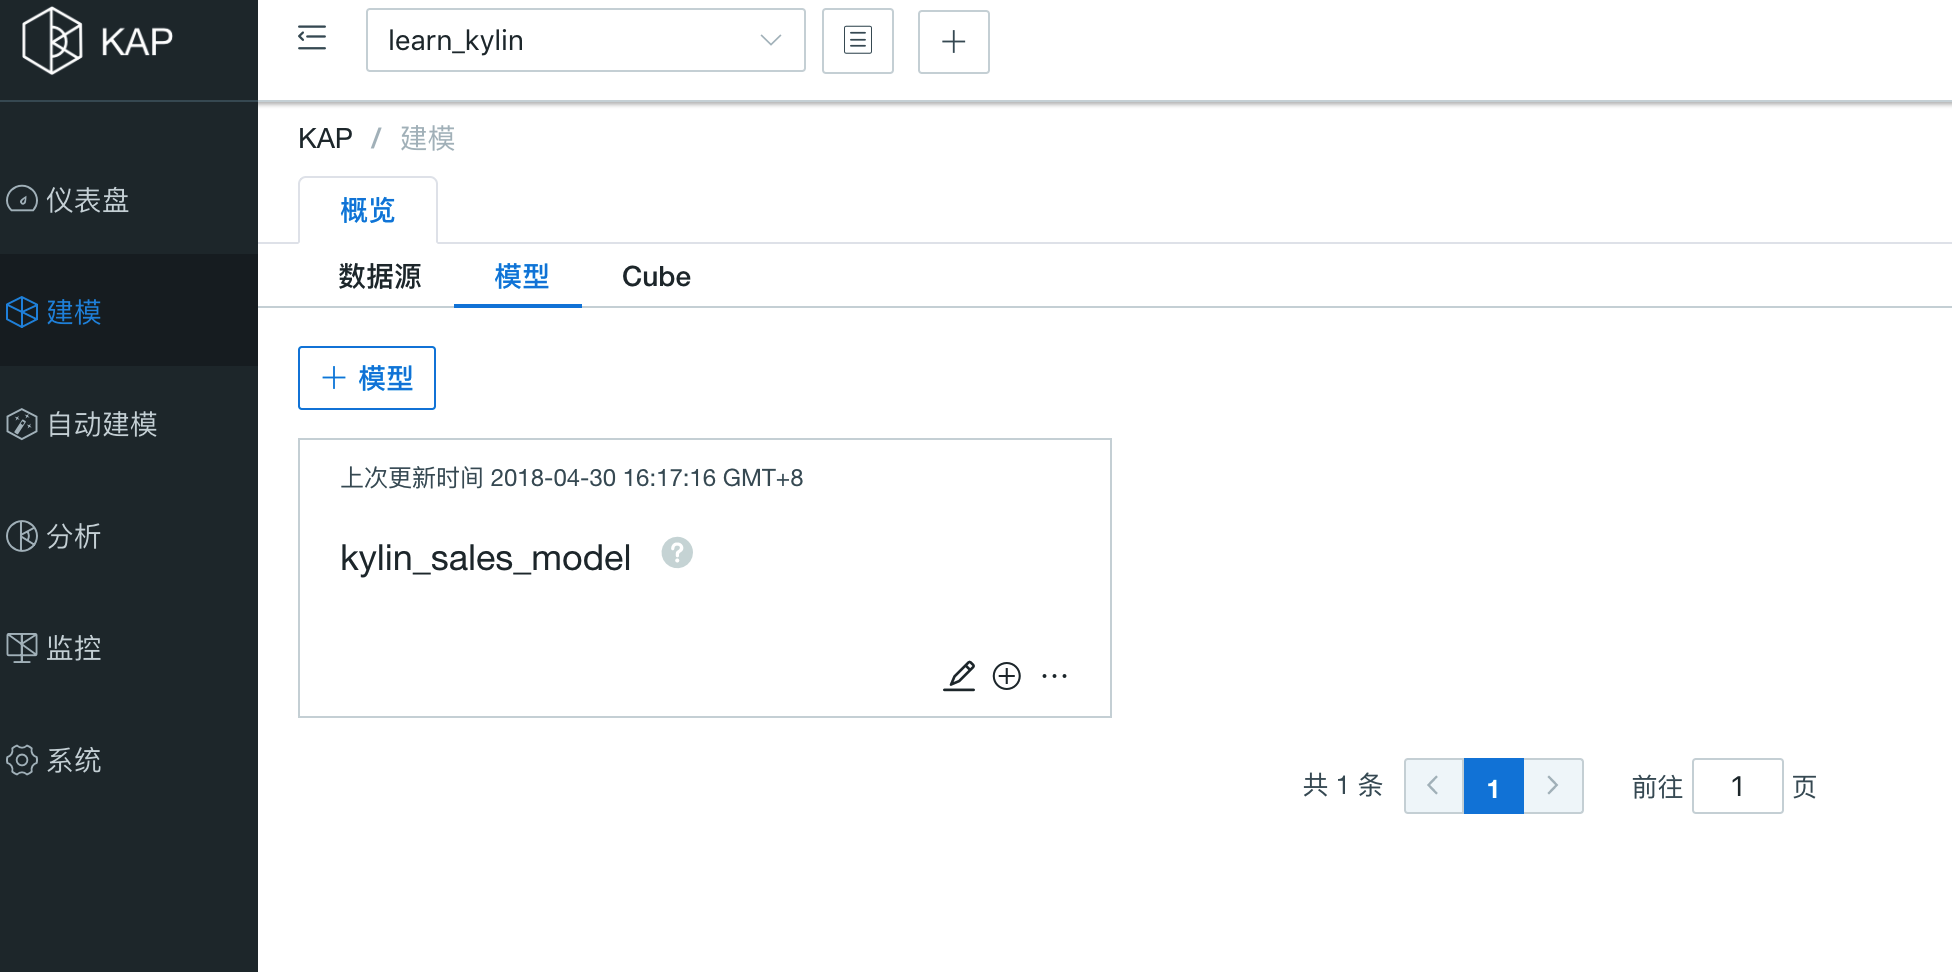 KAP
learn_kylin
KAP / 建模
概览
数据源 模型 Cube
仪表盘
建模
自动建模
分析
监控
系统
+ 模型
上次更新时间 2018-04-30 16:17:16 GMT+8
kylin_sales_model ?
共 1 条 < 1 > 前往 1 页